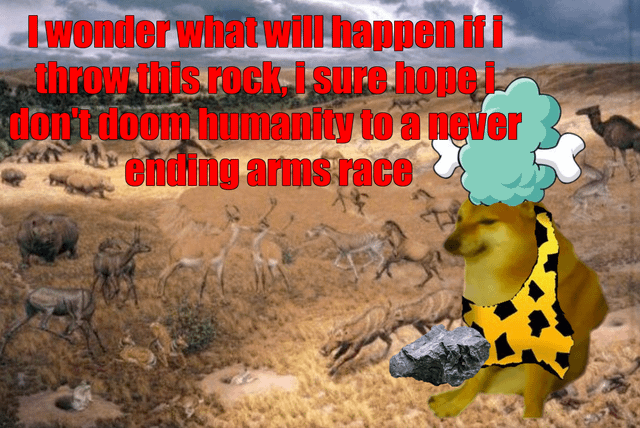 I wonder what will happen if i
throw this rock, i sure hope i
don't doom humanity to a never
ending arms race